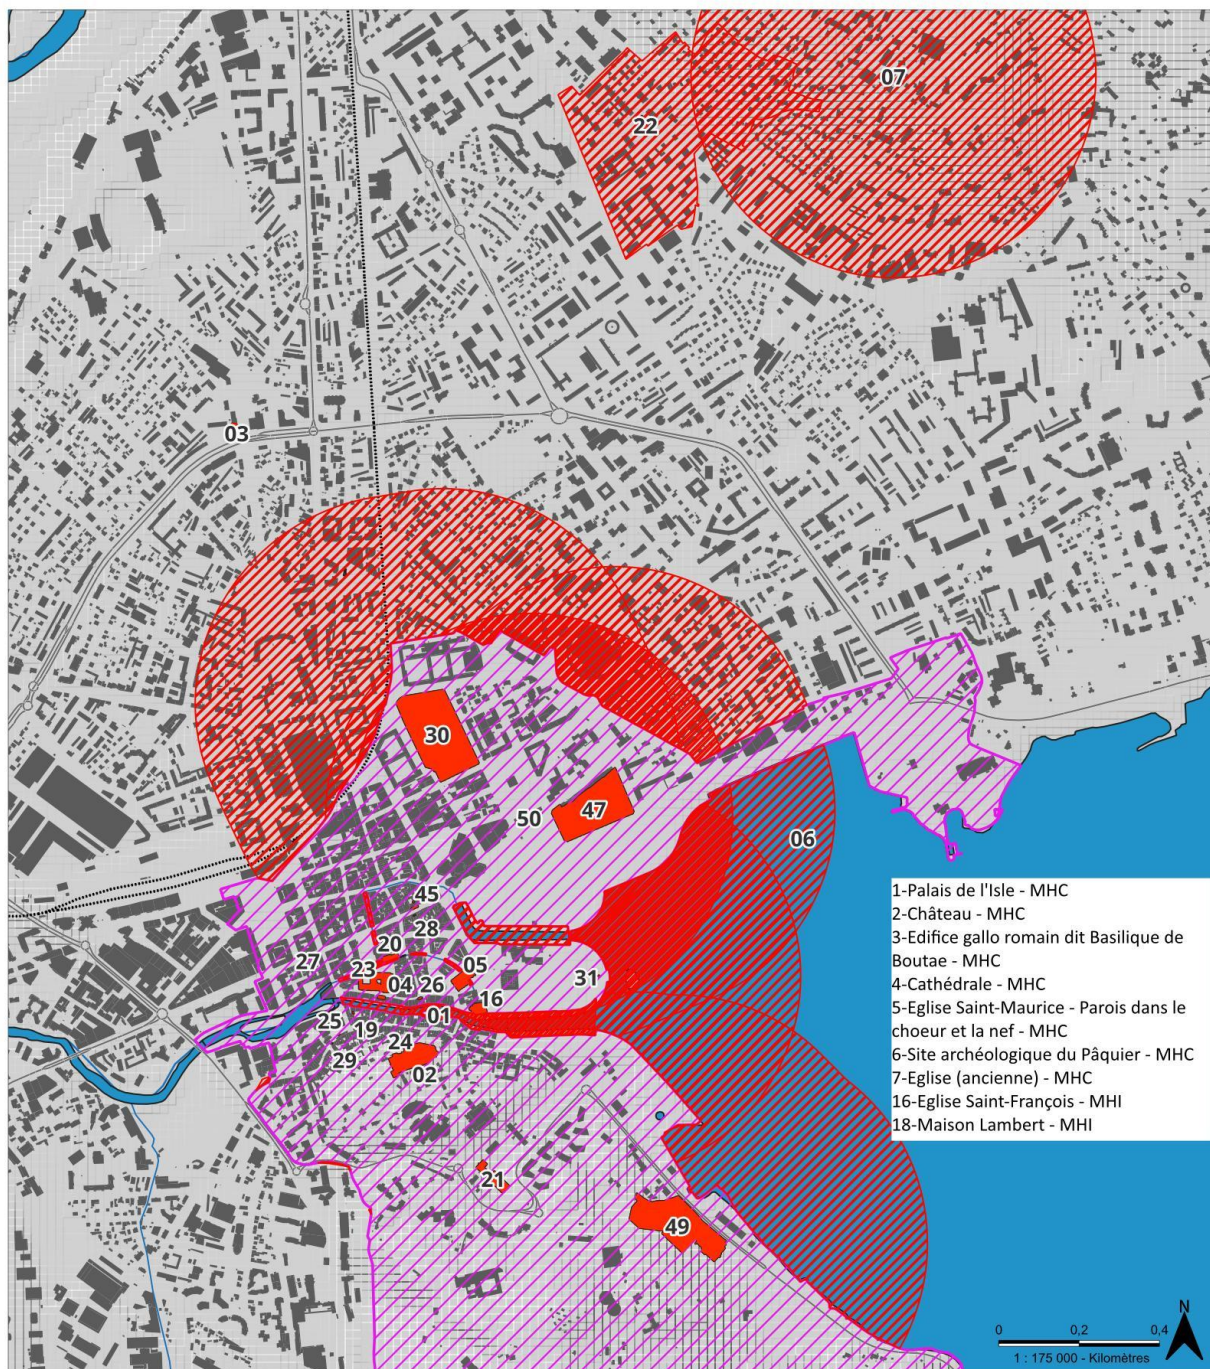 07
22
03
30
47
50
06
45
28
27
20
23
05
04
26
31
16
01
25
19
24
29
02
21
49
1-Palais de l'Isle - MHC
2-Château - MHC
3-Edifice gallo romain dit Basilique de
Boutae - MHC
4-Cathédrale - MHC
5-Eglise Saint-Maurice - Parois dans le
choeur et la nef - MHC
6-Site archéologique du Pâquier - MHC
7-Eglise (ancienne) - MHC
16-Eglise Saint-François - MHI
18-Maison Lambert - MHI
N
0 0,2 0,4
1 : 175 000 - Kilomètres